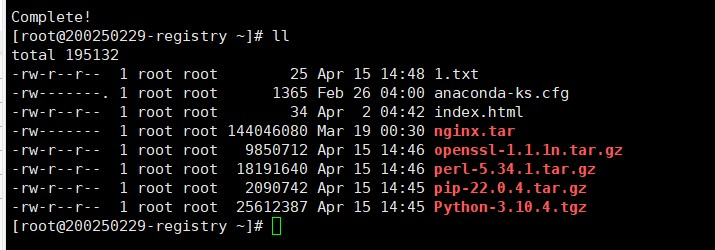 Complete!
[root@200250229-registry ~]# ll
total 195132
-rw-r--r--  1 root root        25 Apr 15 14:48 1.txt
-rw-------. 1 root root      1365 Feb 26 04:00 anaconda-ks.cfg
-rw-r--r--  1 root root        34 Apr  2 04:42 index.html
-rw-------  1 root root 144046080 Mar 19 00:30 nginx.tar
-rw-r--r--  1 root root   9850712 Apr 15 14:46 openssl-1.1.1n.tar.gz
-rw-r--r--  1 root root  18191640 Apr 15 14:46 perl-5.34.1.tar.gz
-rw-r--r--  1 root root   2090742 Apr 15 14:45 pip-22.0.4.tar.gz
-rw-r--r--  1 root root  25612387 Apr 15 14:45 Python-3.10.4.tgz
[root@200250229-registry ~]#